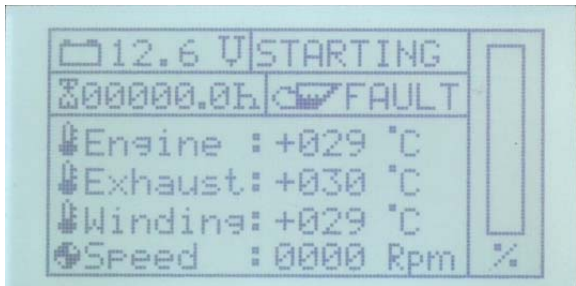 12.6 V STARTING
00000.0h FAULT
Engine : +029 °C
Exhaust: +030 °C
Winding: +029 °C
Speed : 0000 Rpm %